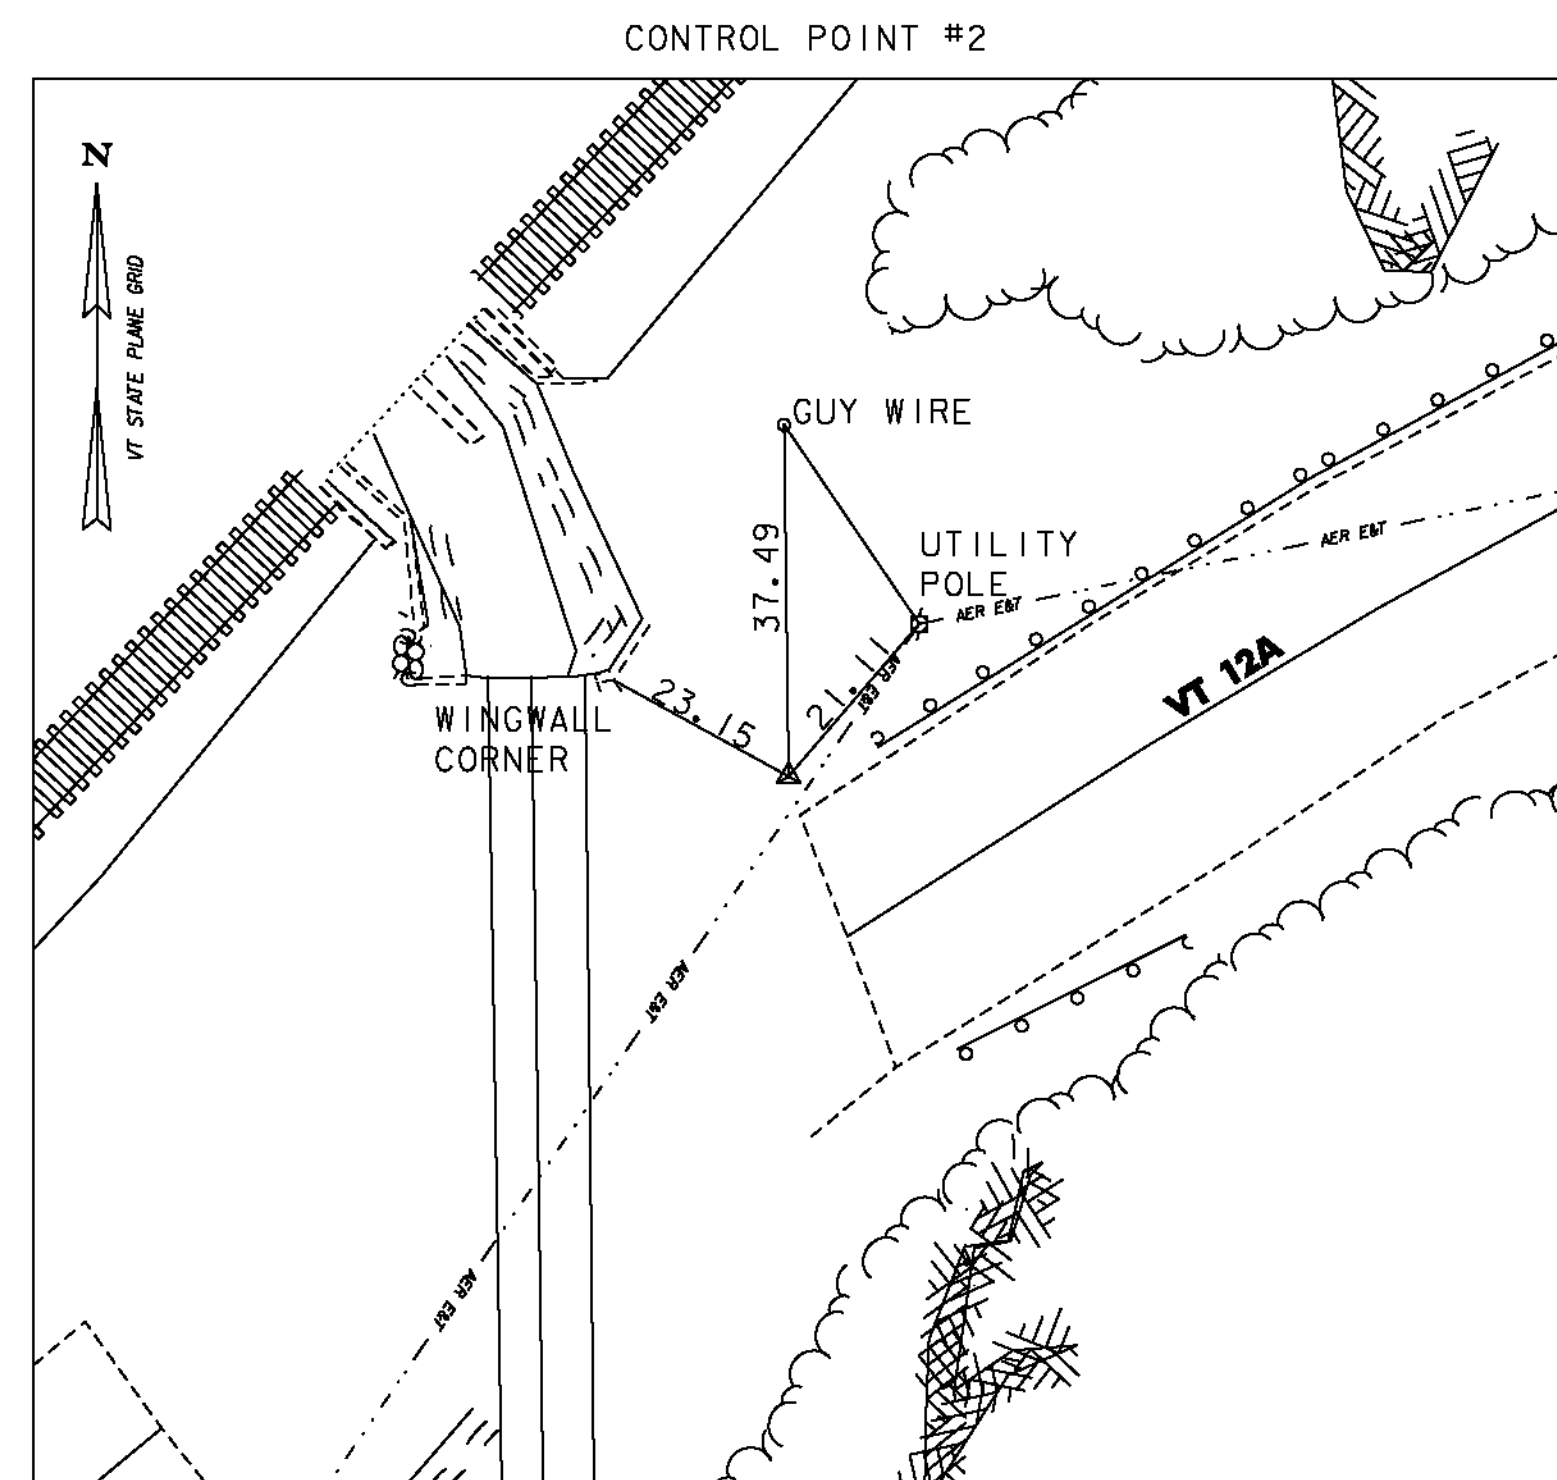 CONTROL POINT #2
N
VT STATE PLANE GRID
GUY WIRE
37.49
UTILITY
POLE
AER E&T
AER E&T
21.11
AER E&T
23.15
WINGWALL
CORNER
VT 12A
AER E&T
AER E&T